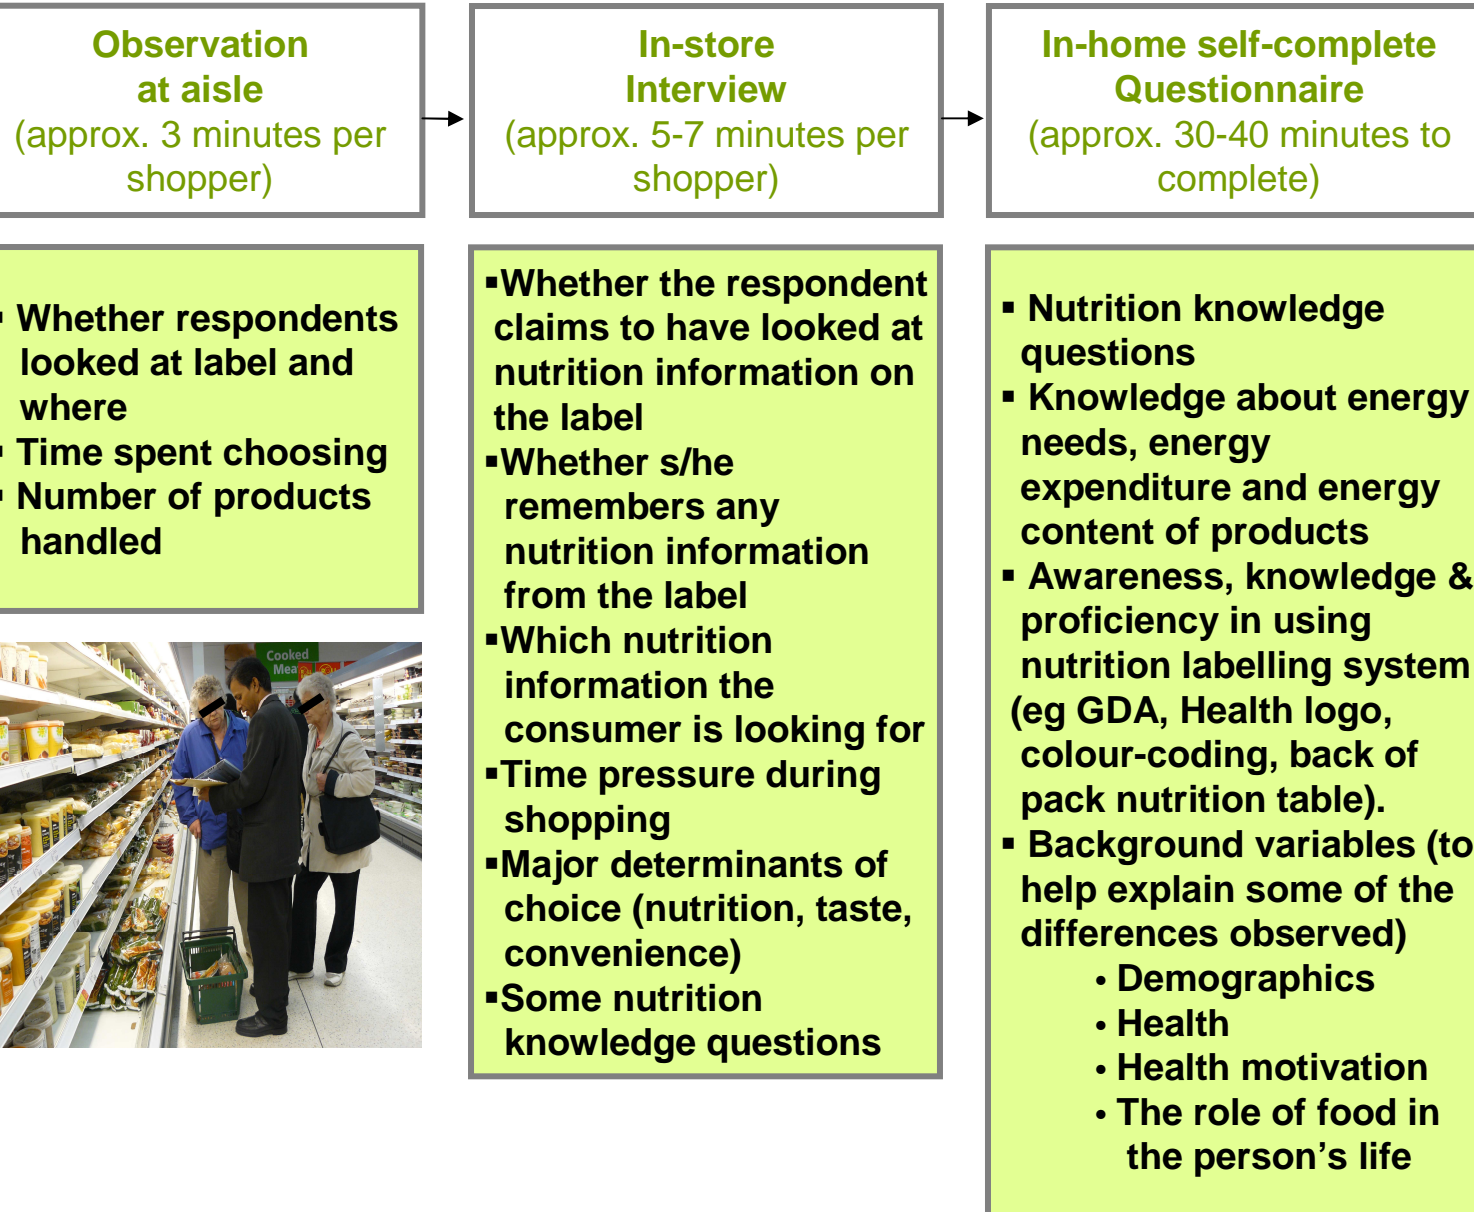 Observation
at aisle
(approx. 3 minutes per
shopper)
In-store
Interview
(approx. 5-7 minutes per
shopper)
In-home self-complete
Questionnaire
(approx. 30-40 minutes to
complete)
▪ Whether respondents
looked at label and
where
▪ Time spent choosing
▪ Number of products
handled
Cooked
▪Whether the respondent
claims to have looked at
nutrition information on
the label
▪Whether s/he
remembers any
nutrition information
from the label
▪Which nutrition
information the
consumer is looking for
▪Time pressure during
shopping
▪Major determinants of
choice (nutrition, taste,
convenience)
▪Some nutrition
knowledge questions
▪ Nutrition knowledge
questions
▪ Knowledge about energy
needs, energy
expenditure and energy
content of products
▪ Awareness, knowledge &
proficiency in using
nutrition labelling system
(eg GDA, Health logo,
colour-coding, back of
pack nutrition table).
▪ Background variables (to
help explain some of the
differences observed)
• Demographics
• Health
• Health motivation
• The role of food in
the person’s life